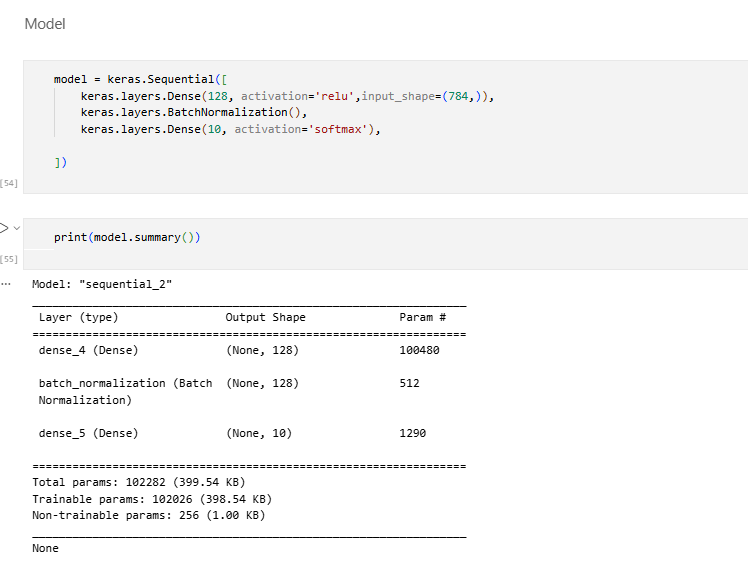 Model
model = keras.Sequential([
keras.layers.Dense(128, activation='relu',input_shape=(784,)),
keras.layers.BatchNormalization(),
keras.layers.Dense(10, activation='softmax'),
])
[54]
print(model.summary())
[55]
... Model: "sequential_2"
Layer (type) Output Shape Param #
=================================================================
dense_4 (Dense) (None, 128) 100480
batch_normalization (Batch (None, 128) 512
Normalization)
dense_5 (Dense) (None, 10) 1290
=================================================================
Total params: 102282 (399.54 KB)
Trainable params: 102026 (398.54 KB)
Non-trainable params: 256 (1.00 KB)
_________________________________________________________________
None